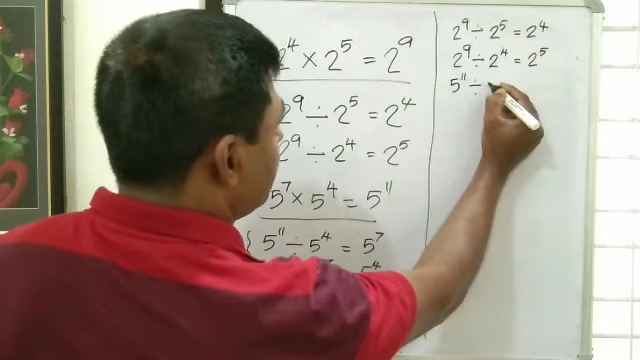 2⁴ × 2⁵ = 2⁹
2⁹ ÷ 2⁵ = 2⁴
2⁹ ÷ 2⁴ = 2⁵
5⁷ × 5⁴ = 5¹¹
5¹¹ ÷ 5⁴ = 5⁷
5⁴
2⁹ ÷ 2⁵ = 2⁴
2⁹ ÷ 2⁴ = 2⁵
5¹¹ ÷